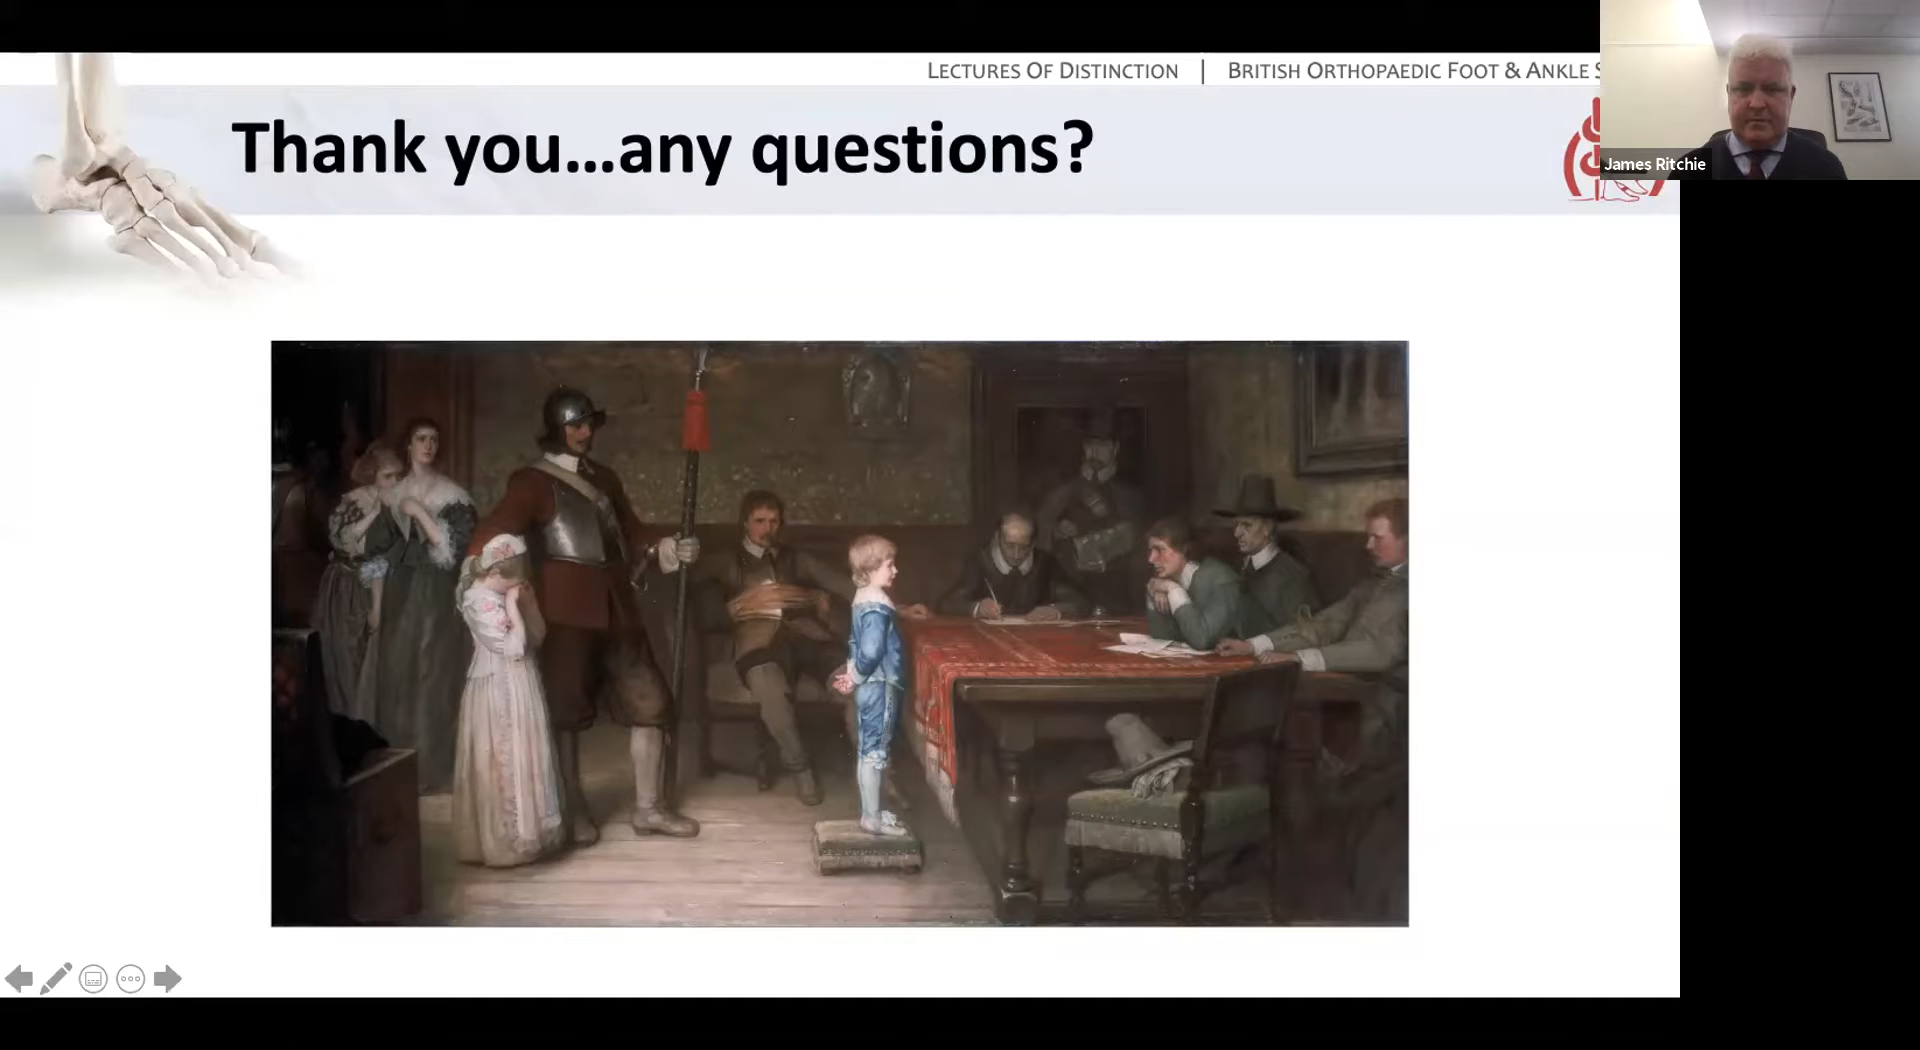 LECTURES OF DISTINCTION | BRITISH ORTHOPAEDIC FOOT & ANKLE
Thank you...any questions?
James Ritchie